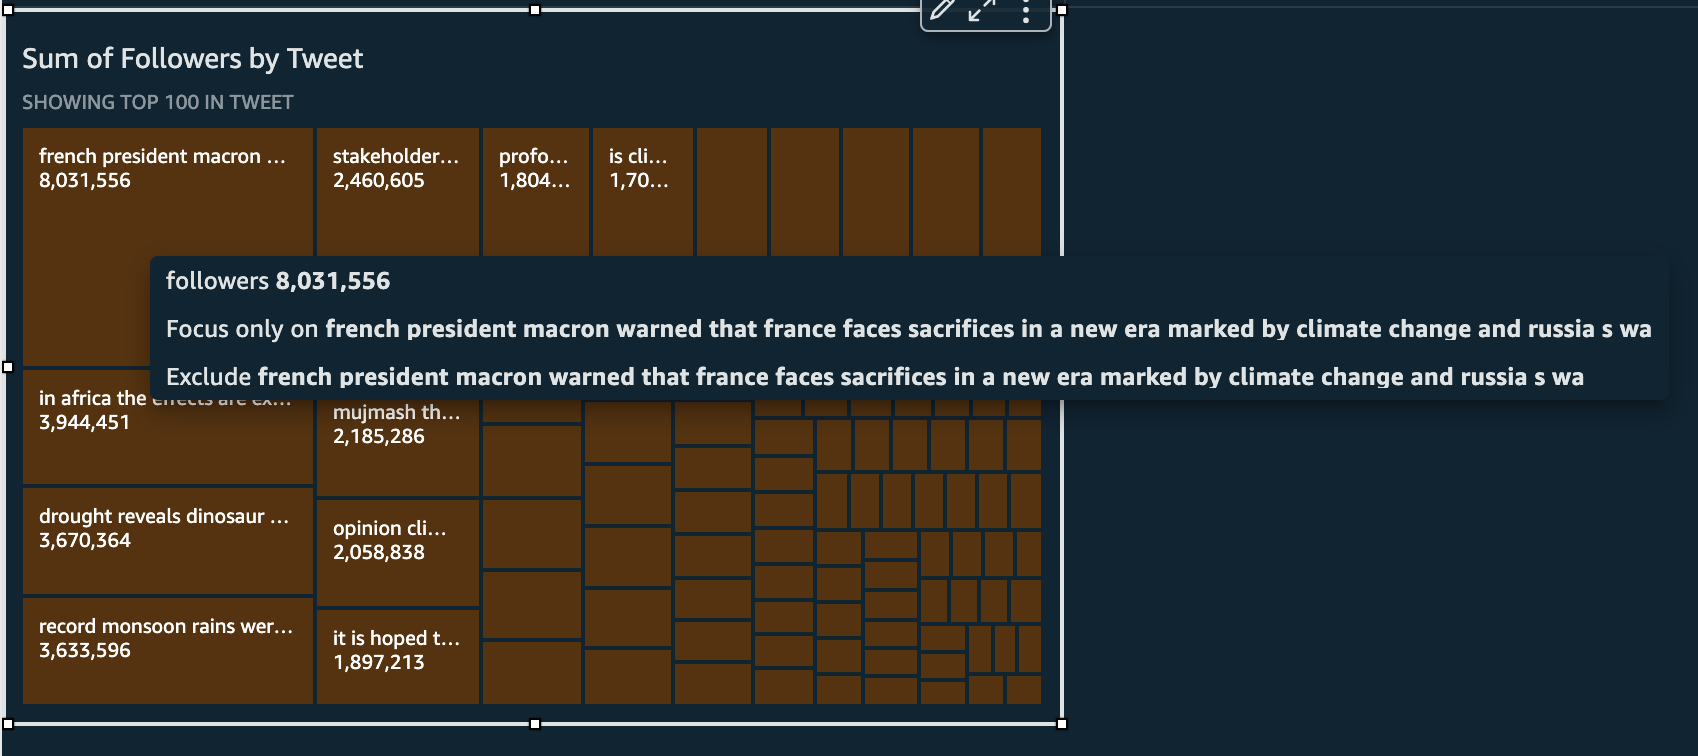 Sum of Followers by Tweet
SHOWING TOP 100 IN TWEET
french president macron ...
8,031,556
stakeholder...
2,460,605
profo...
1,804...
is cli...
1,70...
followers 8,031,556
Focus only on french president macron warned that france faces sacrifices in a new era marked by climate change and russia s wa
Exclude french president macron warned that france faces sacrifices in a new era marked by climate change and russia s wa
in africa the effects are ex...
3,944,451
mujmash th...
2,185,286
drought reveals dinosaur ...
3,670,364
opinion cli...
2,058,838
record monsoon rains wer...
3,633,596
it is hoped t...
1,897,213